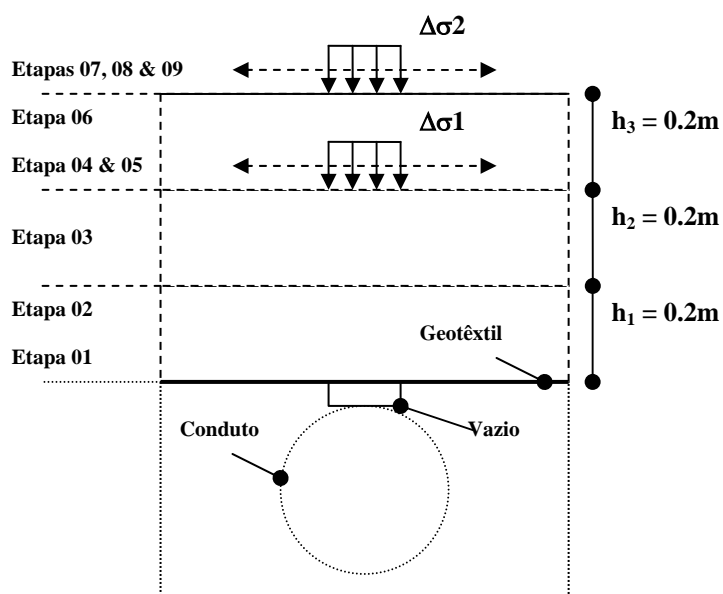 Δσ2
Etapas 07, 08 & 09
Etapa 06
h3 = 0.2m
Δσ1
Etapa 04 & 05
h2 = 0.2m
Etapa 03
Etapa 02
h1 = 0.2m
Geotêxtil
Etapa 01
Conduto
Vazio